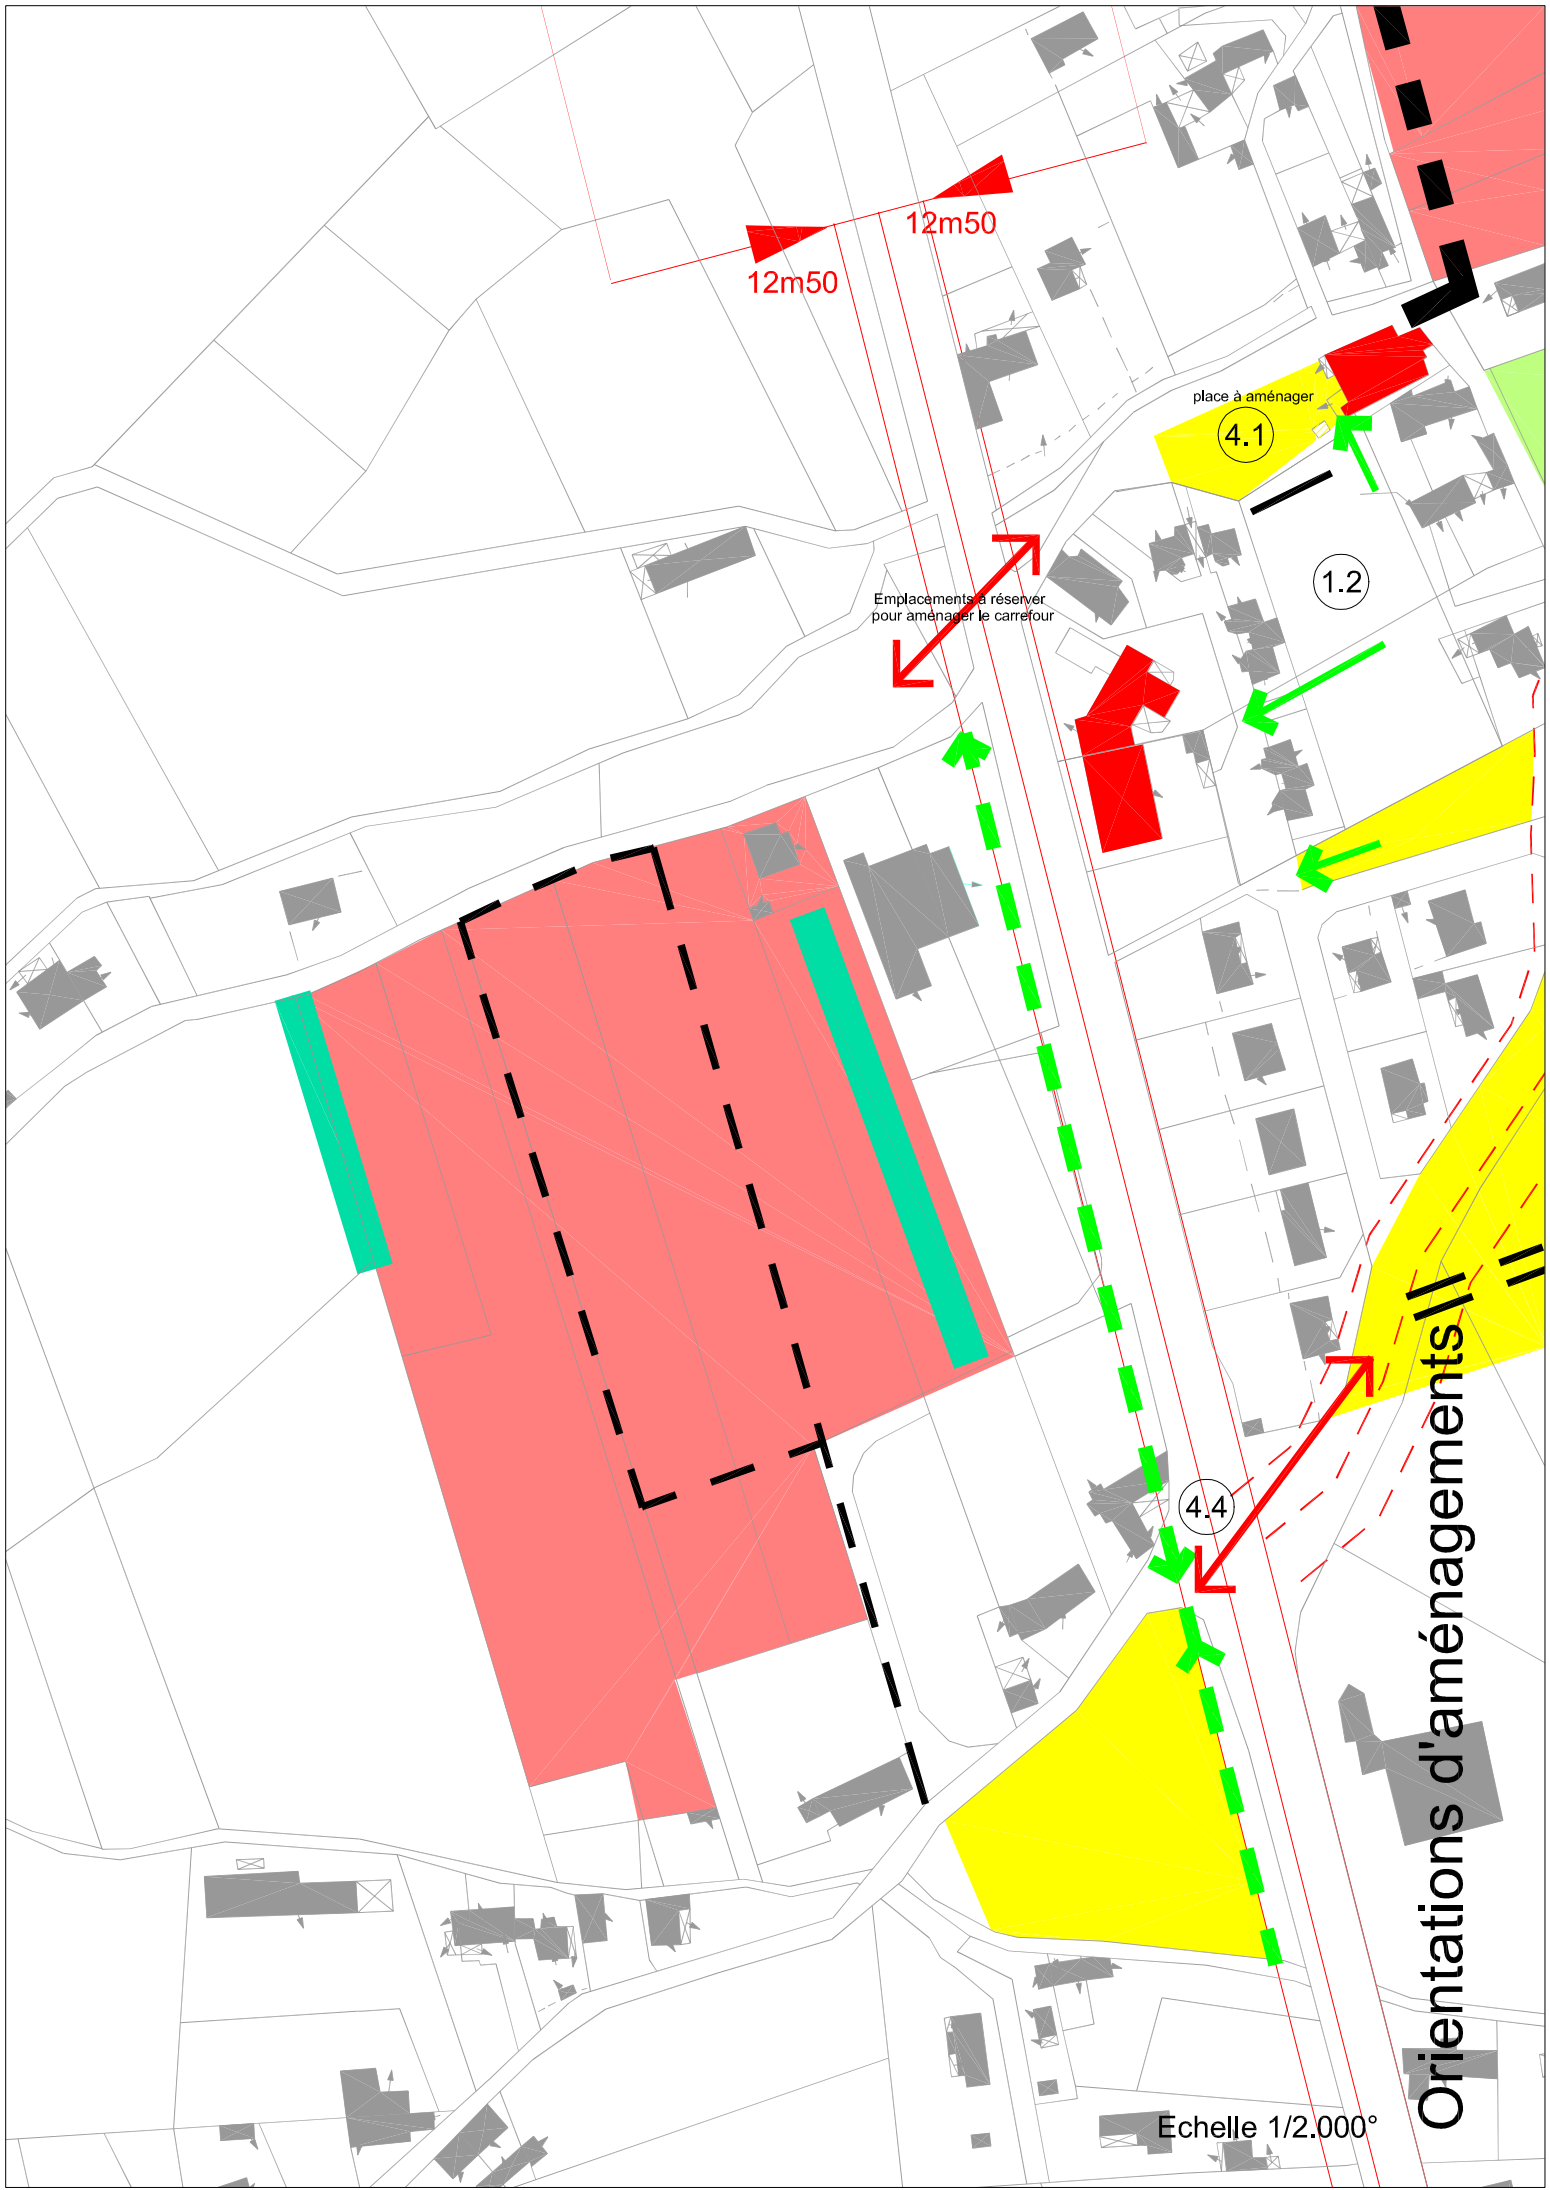 12m50
12m50
place à aménager
4.1
1.2
Emplacements à réserver
pour aménager le carrefour
4.4
Orientations d'aménagements
Echelle 1/2.000°